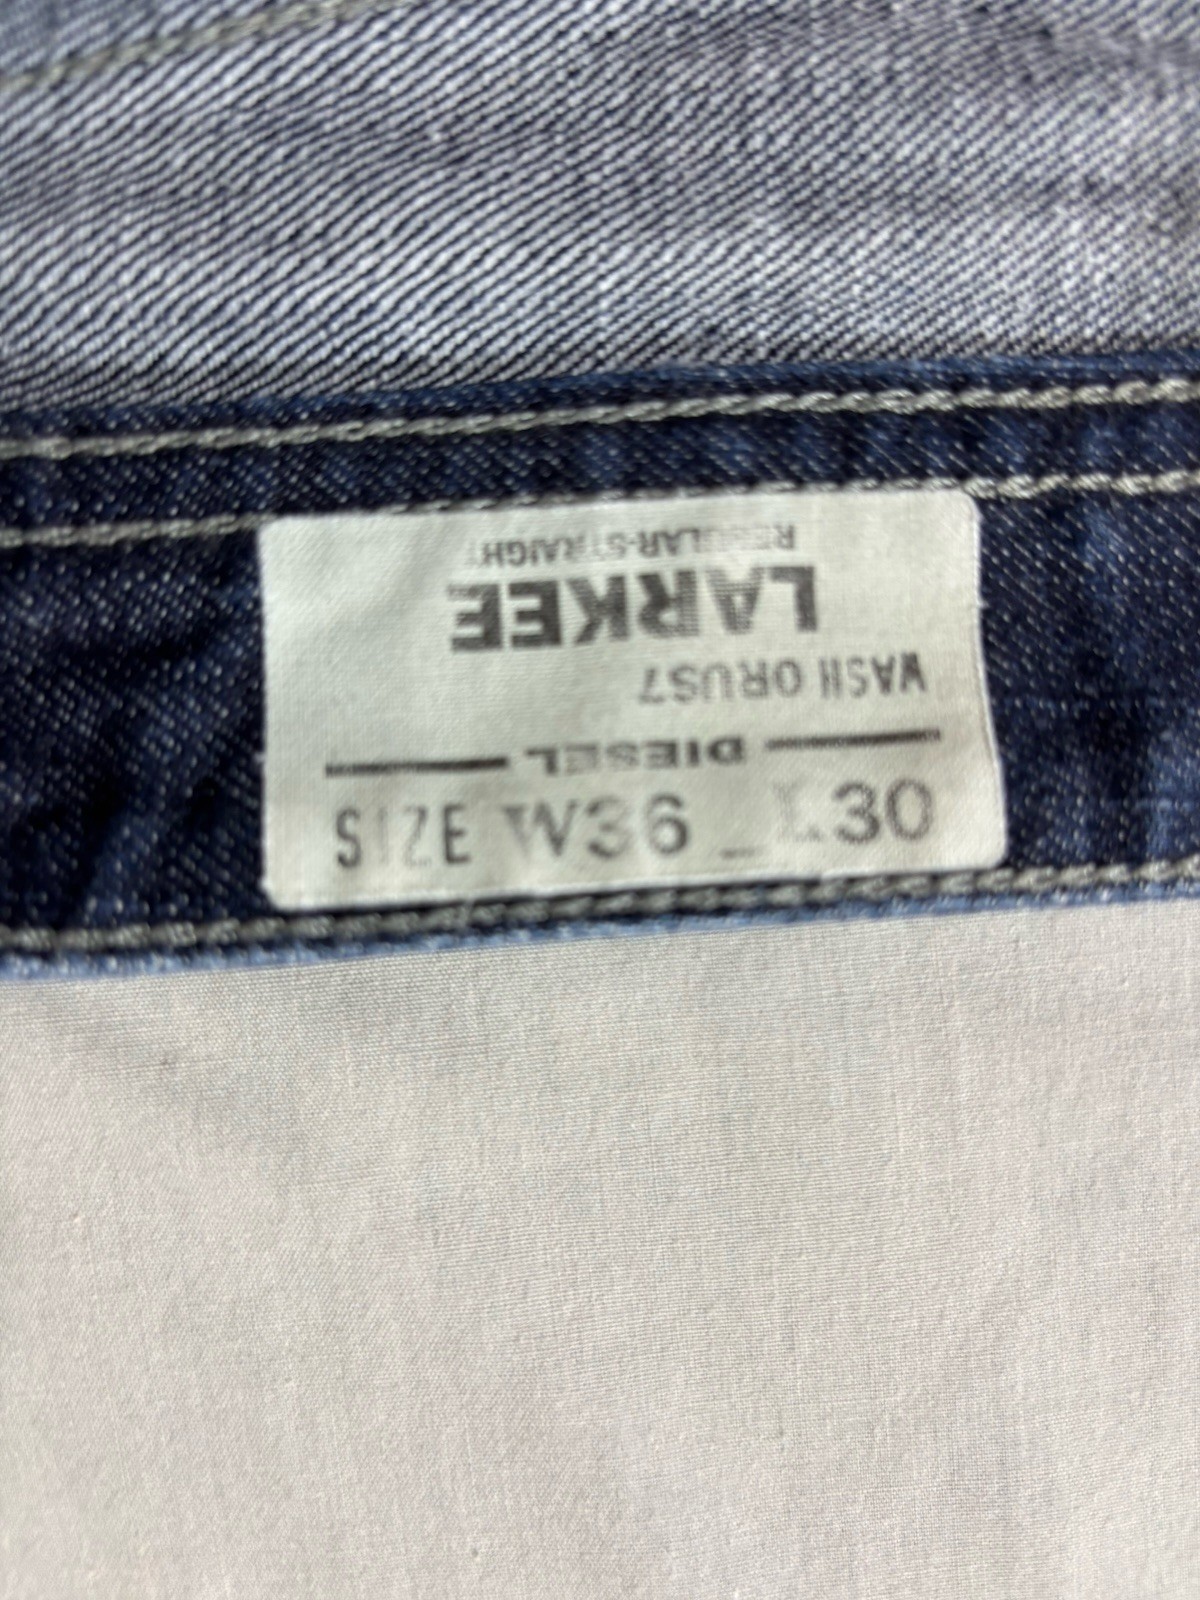 DIESEL
WASH ORUS7
LARKEE
REGULAR-STRAIGHT
SIZE W36 _ L30